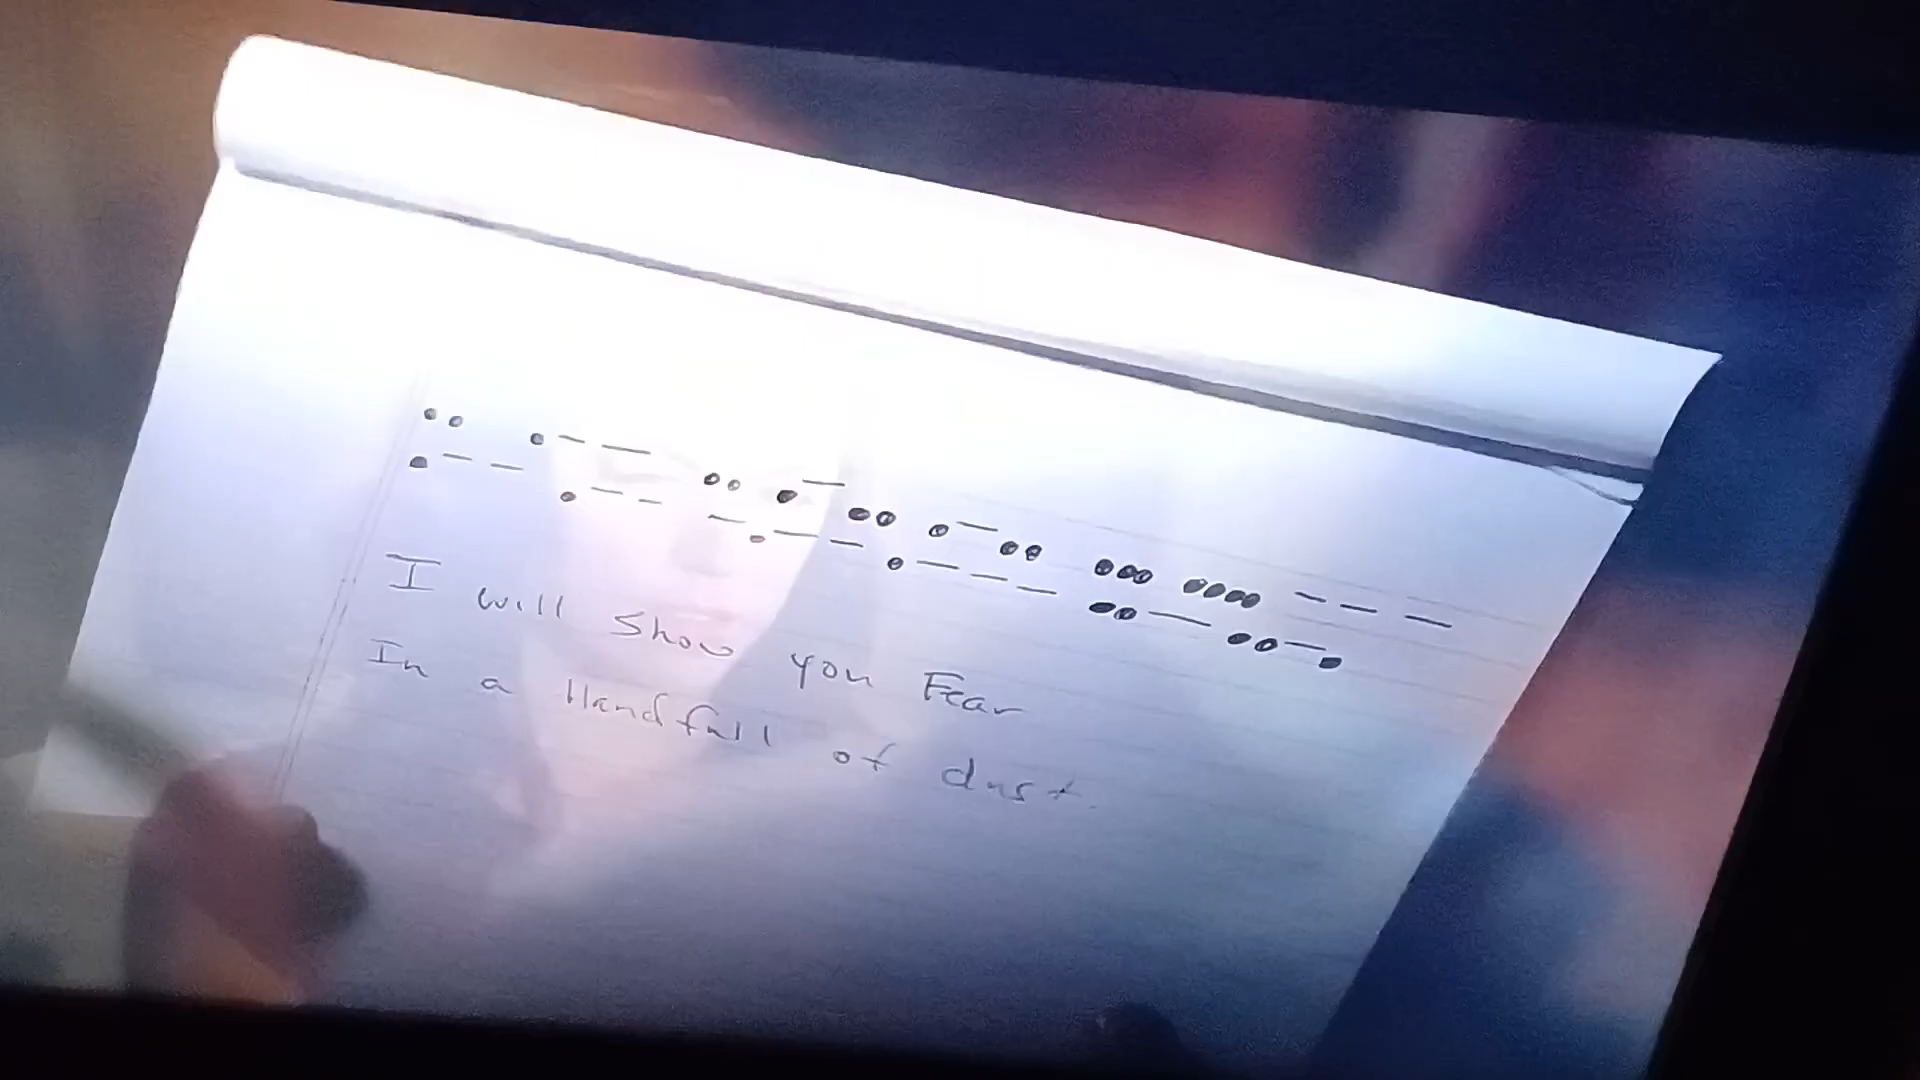 .. .-- .. .-.. .-.. ... .... ---
.-- .-- -.-- --- ..- ..-.
I will show you Fear
In a Handfull of dust.